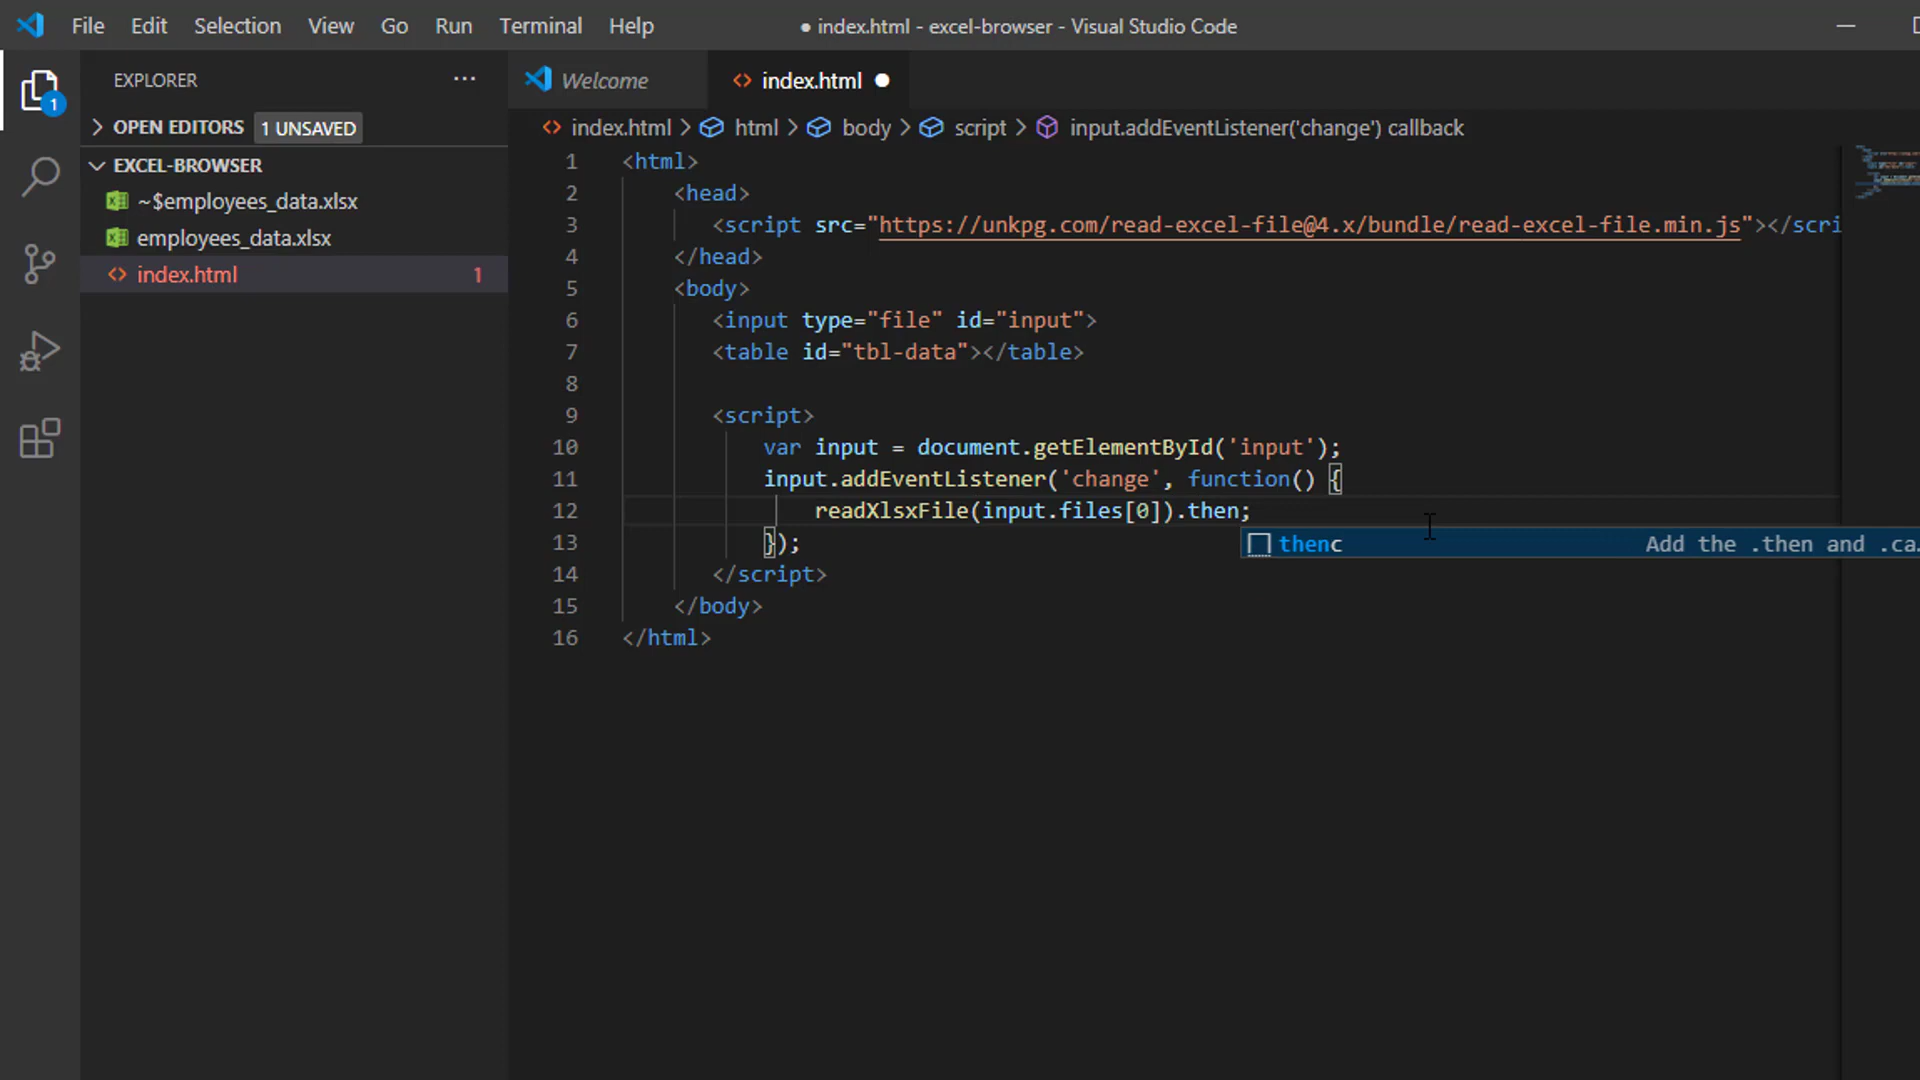 File Edit Selection View Go Run Terminal Help ● index.html - excel-browser - Visual Studio Code
EXPLORER ···
Welcome
index.html ●
OPEN EDITORS 1 UNSAVED
index.html > html > body > script > input.addEventListener('change') callback
EXCEL-BROWSER
~$employees_data.xlsx
employees_data.xlsx
index.html 1
1
1 <html>
2 <head>
3 <script src="https://unkpg.com/read-excel-file@4.x/bundle/read-excel-file.min.js"></scri
4 </head>
5 <body>
6 <input type="file" id="input">
7 <table id="tbl-data"></table>
8
9 <script>
10 var input = document.getElementById('input');
11 input.addEventListener('change', function() {
12 readXlsxFile(input.files[0]).then;
thenc Add the .then and .ca…
13 });
14 </script>
15 </body>
16 </html>